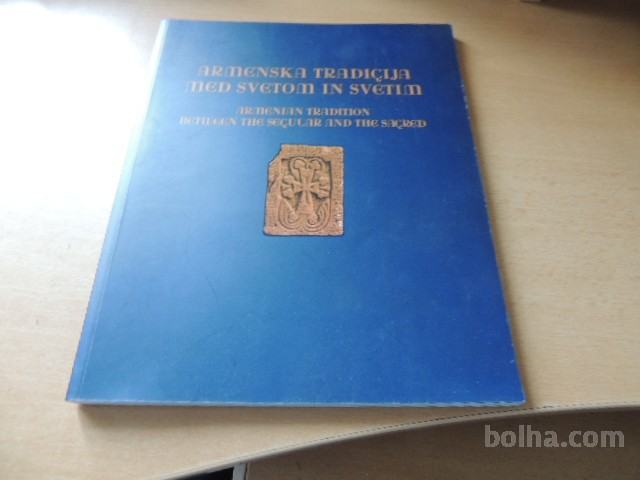 ARMENSKA TRADICIJA
MED SVETOM IN SVETIM
ARMENIAN TRADITION
BETWEEN THE SECULAR AND THE SACRED
bolha.com